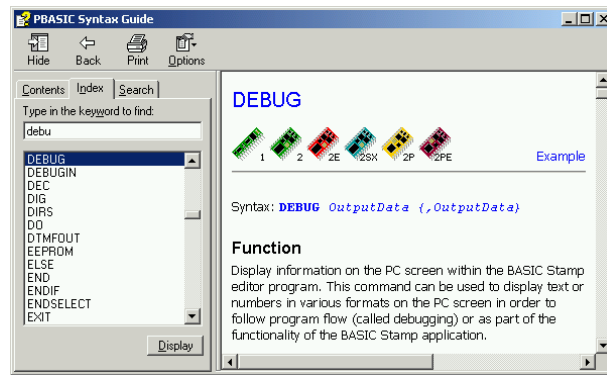 PBASIC Syntax Guide
Hide Back Print Options
Contents Index Search
Type in the keyword to find:
debu
DEBUG
DEBUGIN
DEC
DIG
DIRS
DO
DTMFOUT
EEPROM
ELSE
END
ENDIF
ENDSELECT
EXIT
Display
DEBUG
1 2 2E 2SX 2P 2PE
Example
Syntax: DEBUG OutputData {,OutputData}
Function
Display information on the PC screen within the BASIC Stamp
editor program. This command can be used to display text or
numbers in various formats on the PC screen in order to
follow program flow (called debugging) or as part of the
functionality of the BASIC Stamp application.